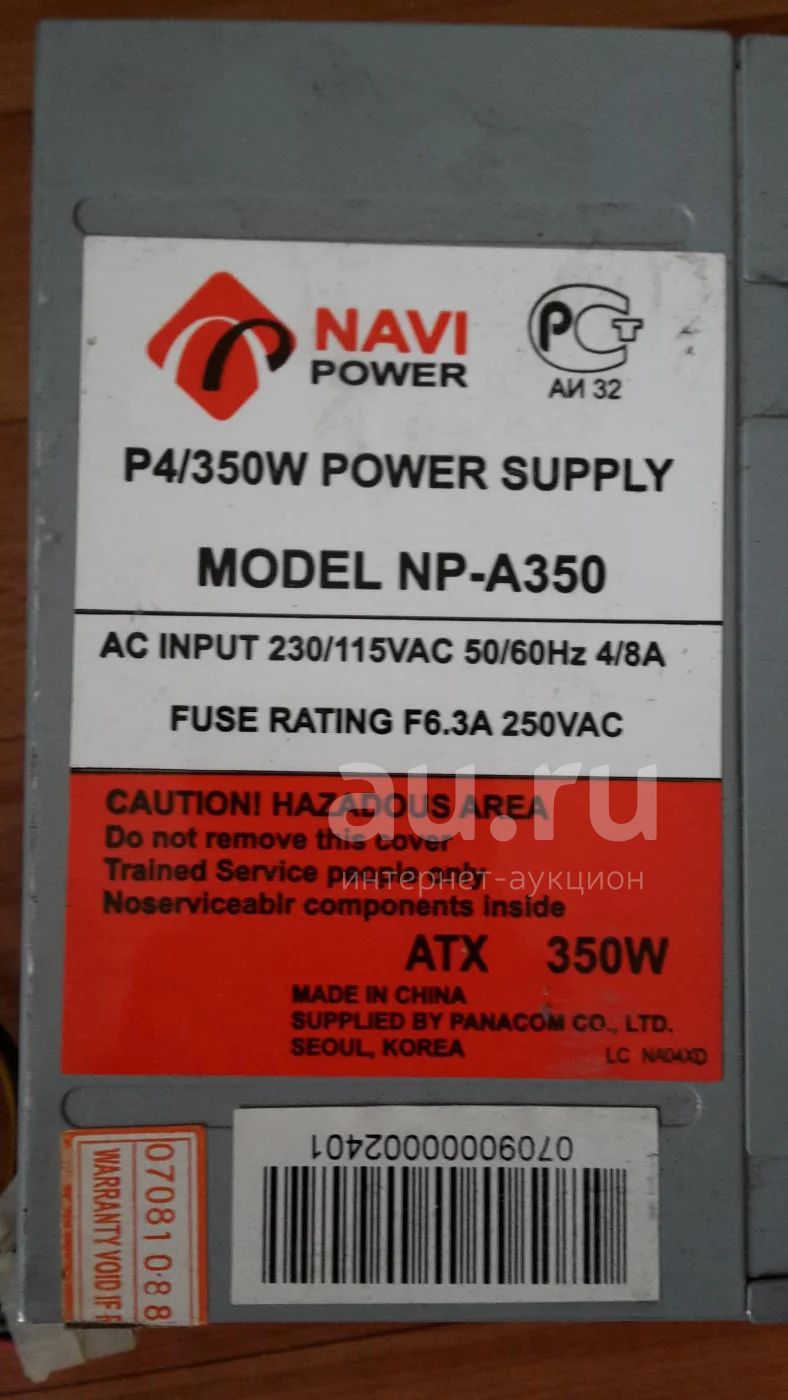 NAVI
POWER
РСТ
АИ 32
P4/350W POWER SUPPLY
MODEL NP-A350
AC INPUT 230/115VAC 50/60Hz 4/8A
FUSE RATING F6.3A 250VAC
CAUTION! HAZADOUS AREA
Do not remove this cover
Trained Service people only
Noserviceablr components inside
au.ru
интернет-аукцион
ATX 350W
MADE IN CHINA
SUPPLIED BY PANACOM CO., LTD.
SEOUL, KOREA
LC NA04XD
0709000002401
070810.88
WARRANTY VOID IF